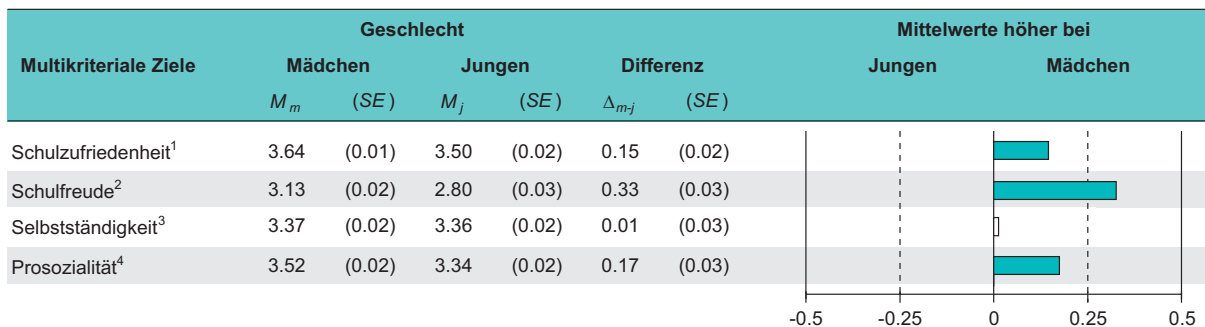 Geschlecht Mittelwerte höher bei
Multikriteriale Ziele Mädchen Jungen Differenz Jungen Mädchen
M m (SE) M j (SE) Δ m-j (SE)
Schulzufriedenheit1 3.64 (0.01) 3.50 (0.02) 0.15 (0.02)
Schulfreude2 3.13 (0.02) 2.80 (0.03) 0.33 (0.03)
Selbstständigkeit3 3.37 (0.02) 3.36 (0.02) 0.01 (0.03)
Prosozialität4 3.52 (0.02) 3.34 (0.02) 0.17 (0.03)
-0.5 -0.25 0 0.25 0.5